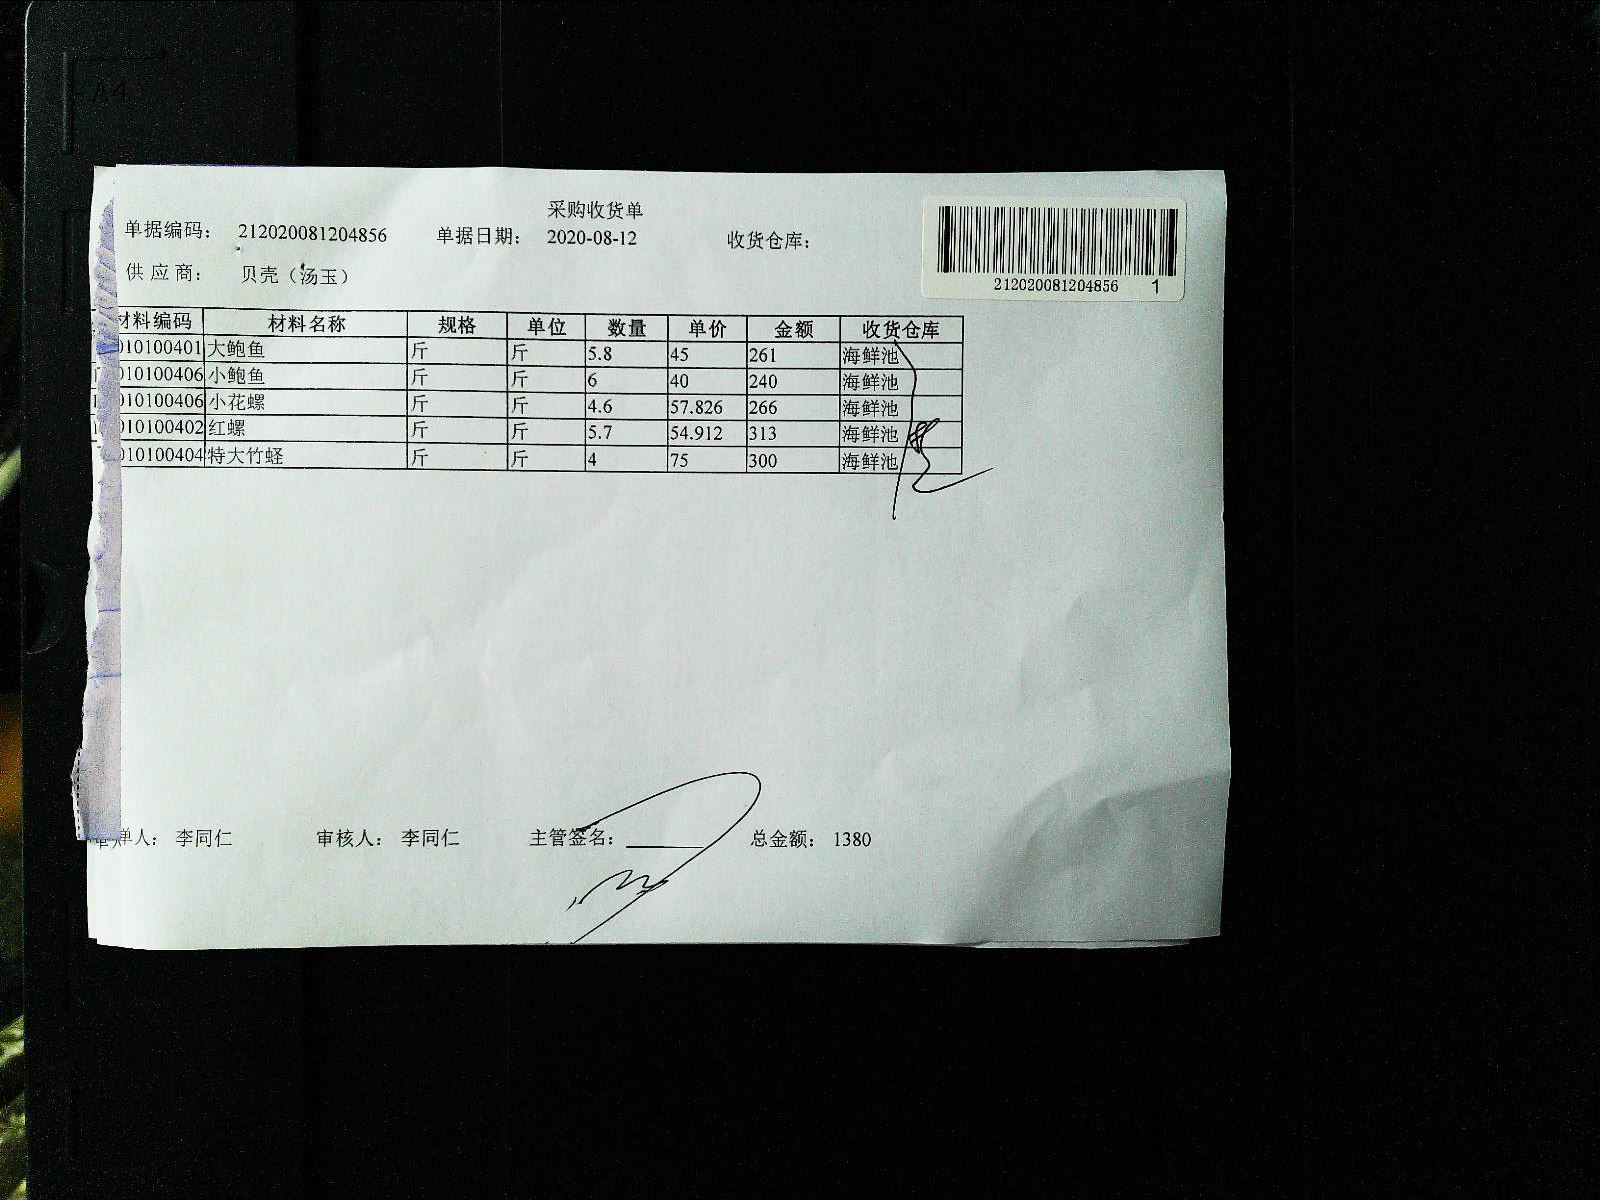 A4
采购收货单
单据编码： 212020081204856 单据日期： 2020-08-12 收货仓库：
212020081204856 1
供应商： 贝壳（汤玉）
材料编码 材料名称 规格 单位 数量 单价 金额 收货仓库
010100401 大鲍鱼 斤 斤 5.8 45 261 海鲜池
010100406 小鲍鱼 斤 斤 6 40 240 海鲜池
010100406 小花螺 斤 斤 4.6 57.826 266 海鲜池
010100402 红螺 斤 斤 5.7 54.912 313 海鲜池
010100404 特大竹蛏 斤 斤 4 75 300 海鲜池
单人： 李同仁 审核人： 李同仁 主管签名： 总金额： 1380